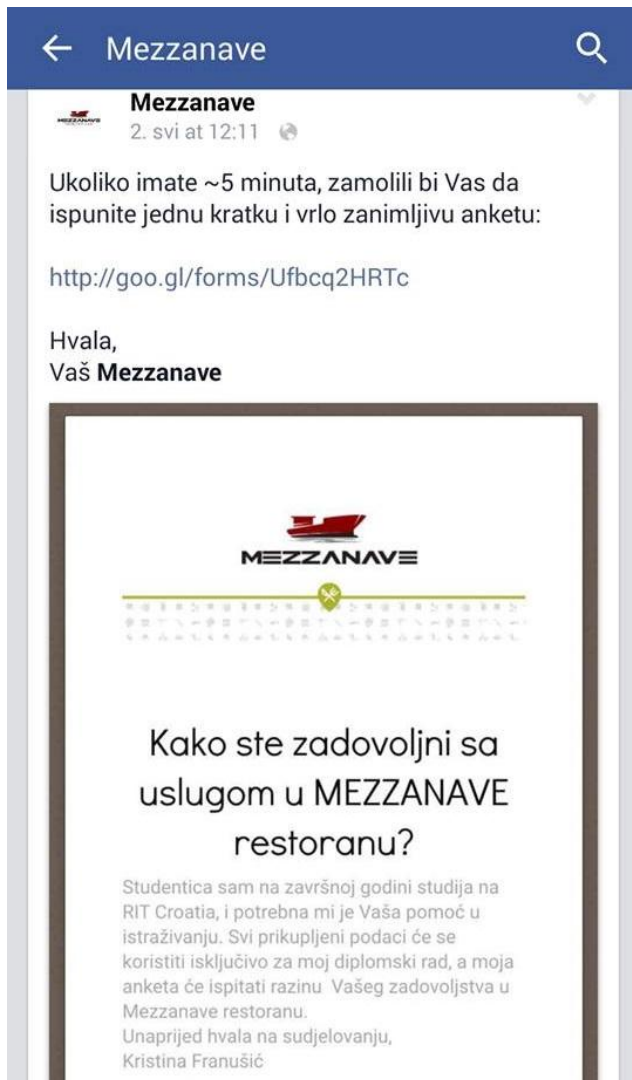 Mezzanave
Mezzanave
2. svi at 12:11
Ukoliko imate ~5 minuta, zamolili bi Vas da
ispunite jednu kratku i vrlo zanimljivu anketu:
http://goo.gl/forms/Ufbcq2HRTc
Hvala,
Vaš Mezzanave
MEZZANAVE
Kako ste zadovoljni sa
uslugom u MEZZANAVE
restoranu?
Studentica sam na završnoj godini studija na
RIT Croatia, i potrebna mi je Vaša pomoć u
istraživanju. Svi prikupljeni podaci će se
koristiti isključivo za moj diplomski rad, a moja
anketa će ispitati razinu  Vašeg zadovoljstva u
Mezzanave restoranu.
Unaprijed hvala na sudjelovanju,
Kristina Franušić